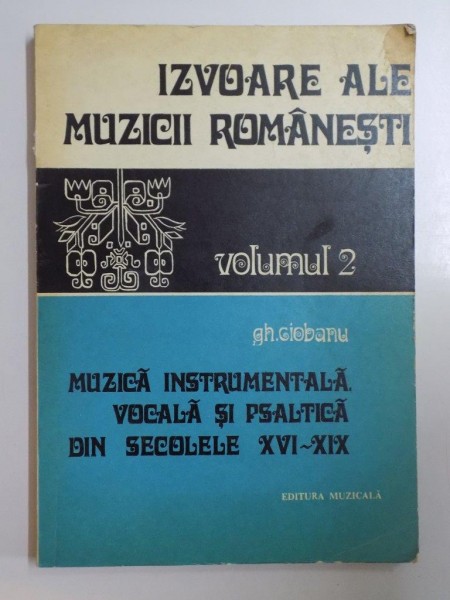 IZVOARE ALE
MUZICII ROMÂNEȘTI
volumul 2
gh. ciobanu
MUZICĂ INSTRUMENTALĂ,
VOCALĂ ȘI PSALTICĂ
DIN SECOLELE XVI~XIX
EDITURA MUZICALĂ